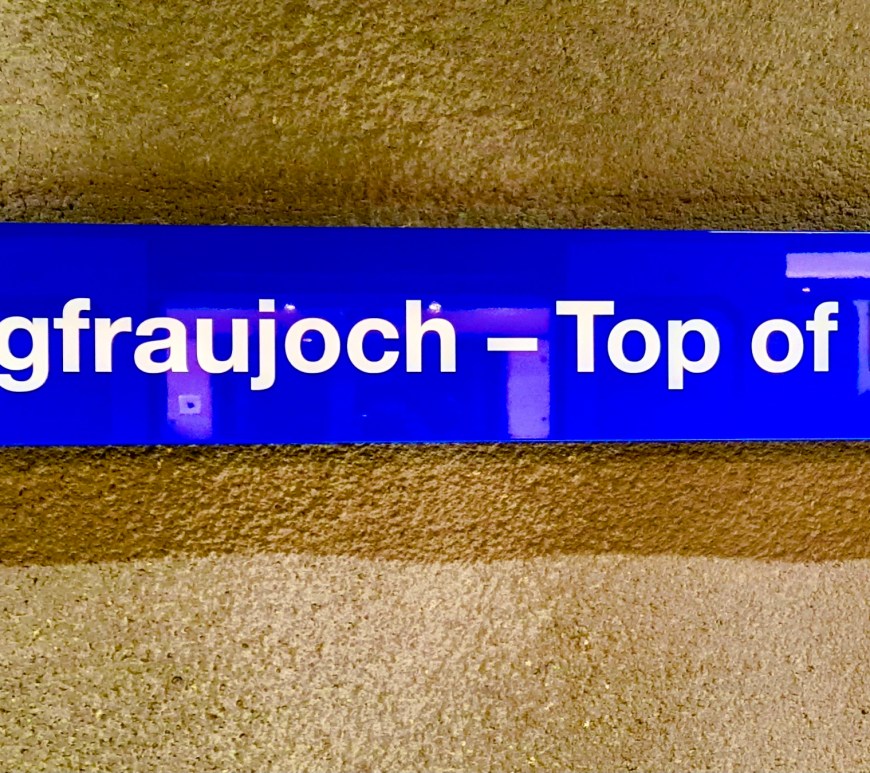 gfraujoch – Top of